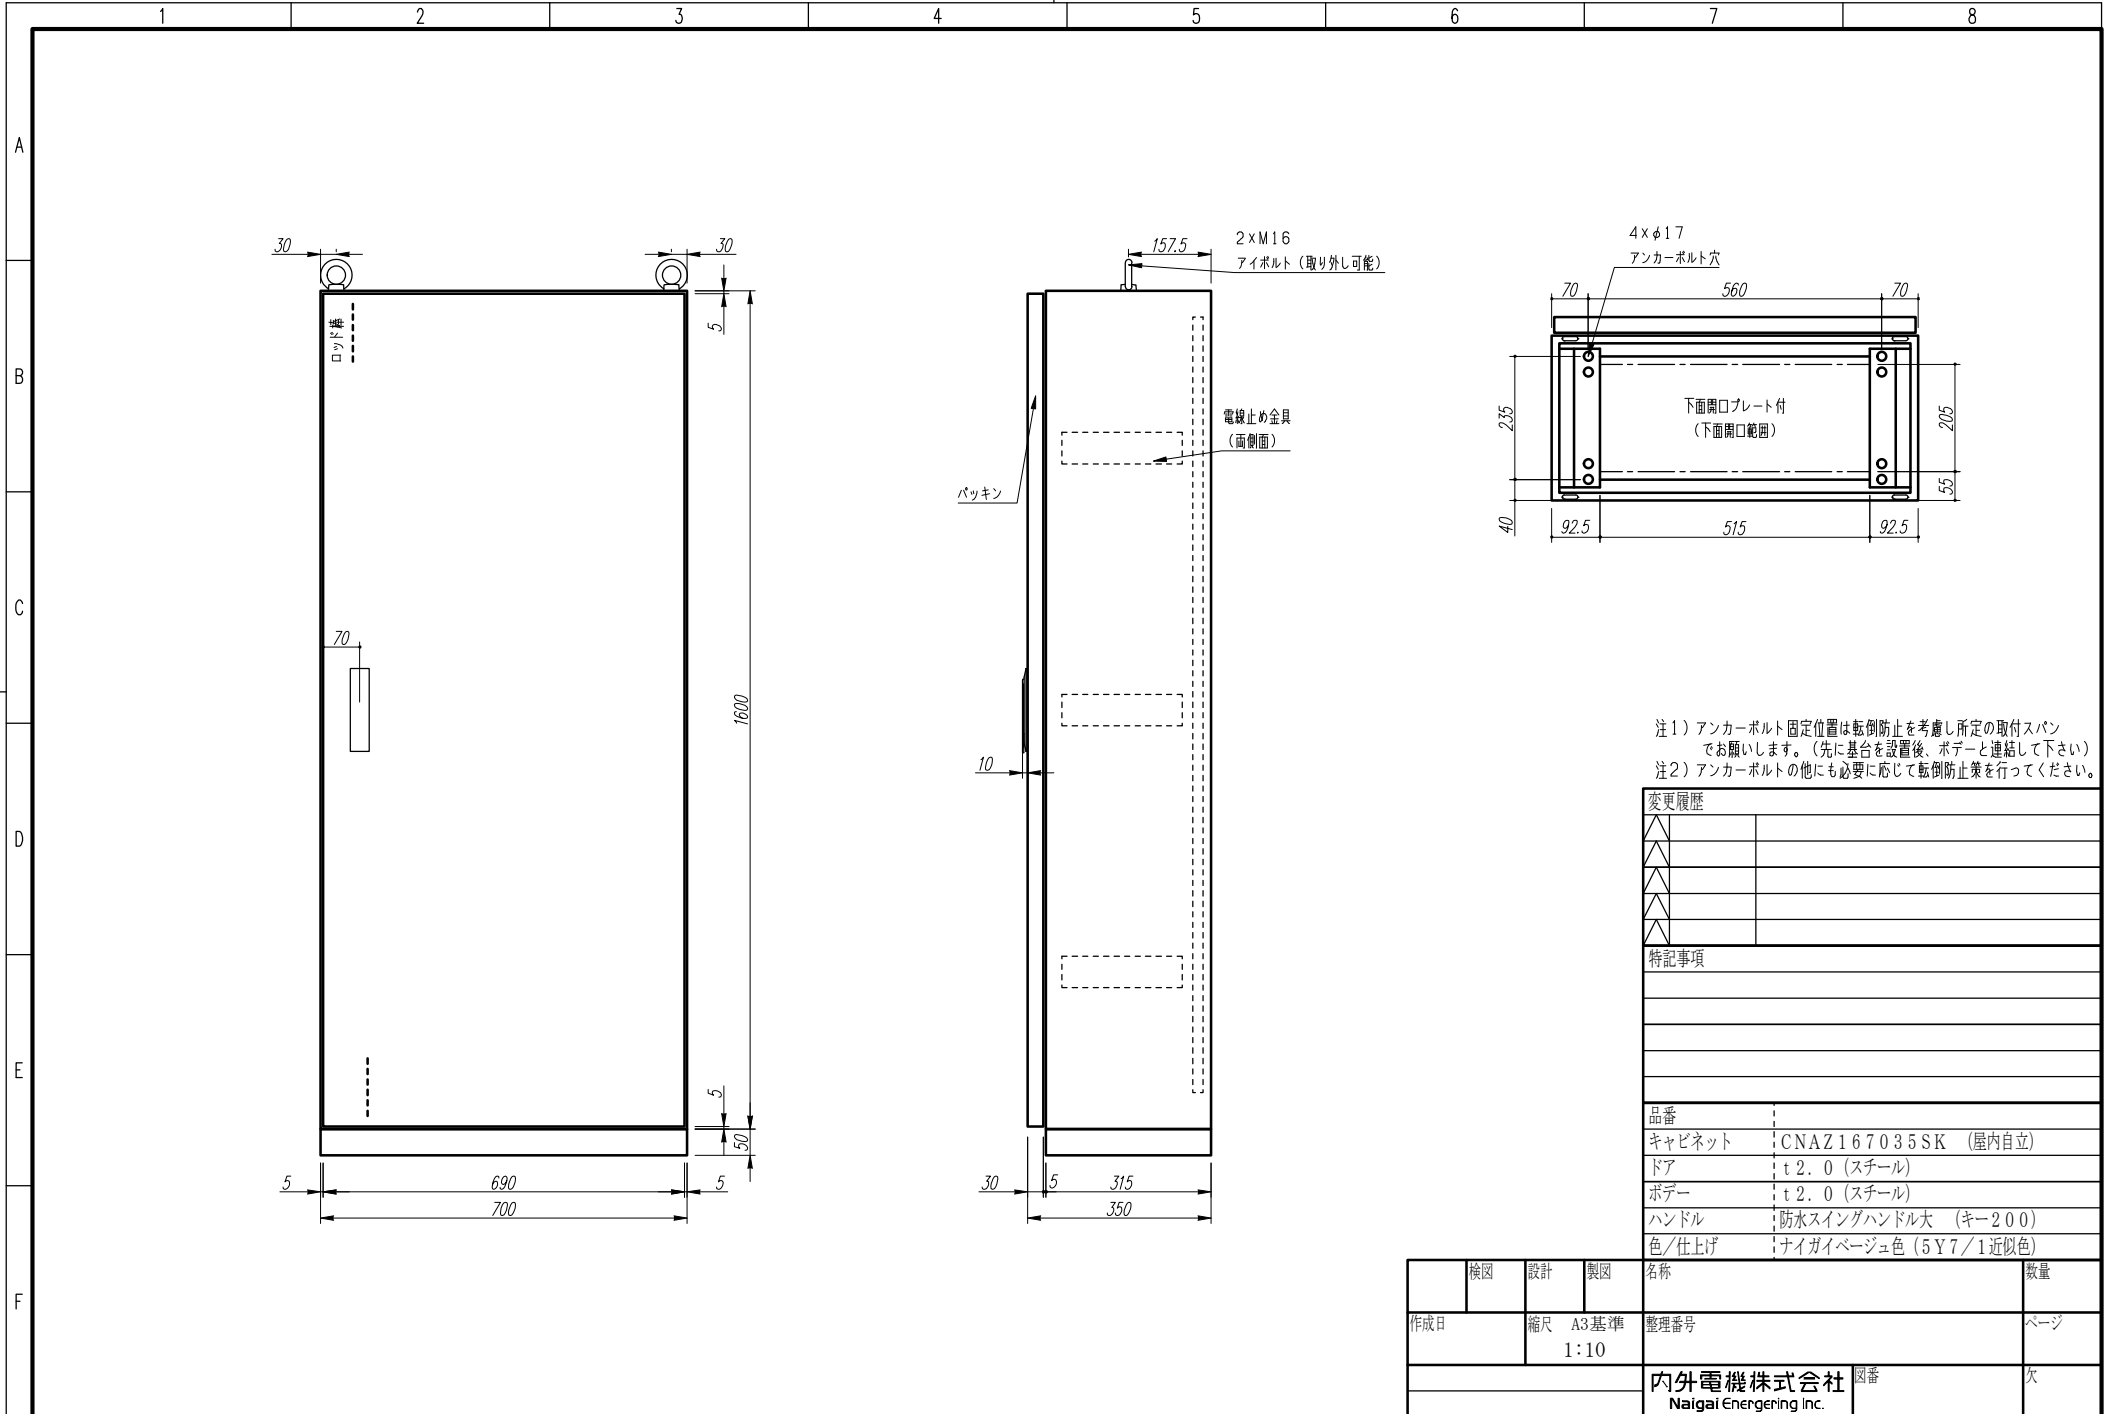 1 2 3 4 5 6 7 8
A
B
C
D
E
F
30
30
5
ロッド棒
70
1600
5
50
5
690
5
700
157.5
2×M16
アイボルト（取り外し可能）
電線止め金具
（両側面）
パッキン
10
30
5
315
350
4×φ17
アンカーボルト穴
70
560
70
235
205
下面開口プレート付
（下面開口範囲）
40
55
92.5
515
92.5
注１）アンカーボルト固定位置は転倒防止を考慮し所定の取付スパン
でお願いします。（先に基台を設置後、ボデーと連結して下さい）
注２）アンカーボルトの他にも必要に応じて転倒防止策を行ってください。
変更履歴
特記事項
品番
キャビネット ＣＮＡＺ１６７０３５ＳＫ （屋内自立）
ドア ｔ２．０（スチール）
ボデー ｔ２．０（スチール）
ハンドル 防水スイングハンドル大 （キー２００）
色／仕上げ ナイガイベージュ色（５Ｙ７／１近似色）
検図 設計 製図 名称 数量
作成日 縮尺 A3基準 整理番号 ページ
1:10
内外電機株式会社 図番 欠
Naigai Energering Inc.